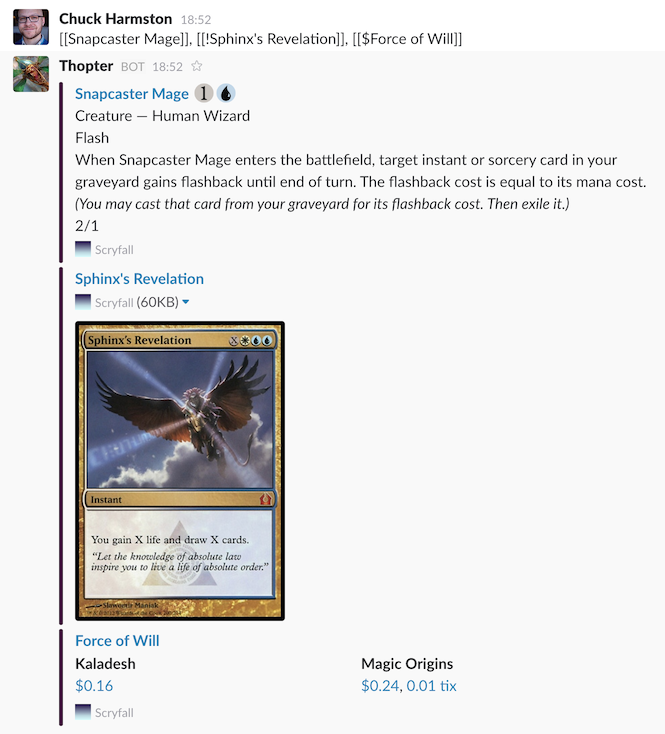 Chuck Harmston 18:52
[[Snapcaster Mage]], [[!Sphinx's Revelation]], [[$Force of Will]]
Thopter BOT 18:52
Snapcaster Mage 1
Creature — Human Wizard
Flash
When Snapcaster Mage enters the battlefield, target instant or sorcery card in your
graveyard gains flashback until end of turn. The flashback cost is equal to its mana cost.
(You may cast that card from your graveyard for its flashback cost. Then exile it.)
2/1
Scryfall
Sphinx's Revelation
Scryfall (60KB)
Sphinx's Revelation X
Instant
You gain X life and draw X cards.
“Let the knowledge of absolute law
inspire you to live a life of absolute order.”
Slawomir Maniak
Force of Will
Kaladesh Magic Origins
$0.16 $0.24, 0.01 tix
Scryfall